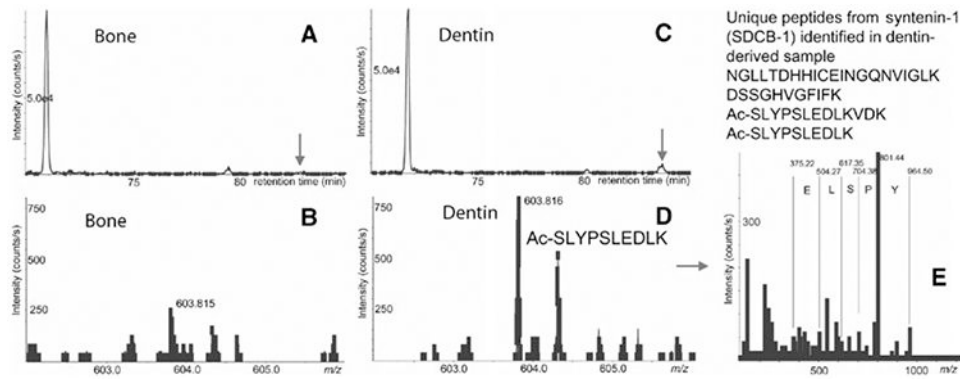 Bone
A
Intensity (counts/s)
5.0e4
75
80
retention time (min)
Dentin
C
Intensity (counts/s)
5.0e4
75
80
retention time (min)
Unique peptides from syntenin-1
(SDCB-1) identified in dentin-
derived sample
NGLLTDHHICEINGQNVIGLK
DSSGHVGFIFK
Ac-SLYPSLEDLKVDK
Ac-SLYPSLEDLK
750
Bone
B
Intensity (counts/s)
500
250
603.815
603.0
604.0
605.0
m/z
750
603.816
Dentin
D
Ac-SLYPSLEDLK
Intensity (counts/s)
500
250
603.0
604.0
605.0
m/z
375.22
504.27
617.35
704.38
801.44
964.50
E L S P Y
300
Intensity (counts/s)
E
500
1000
m/z